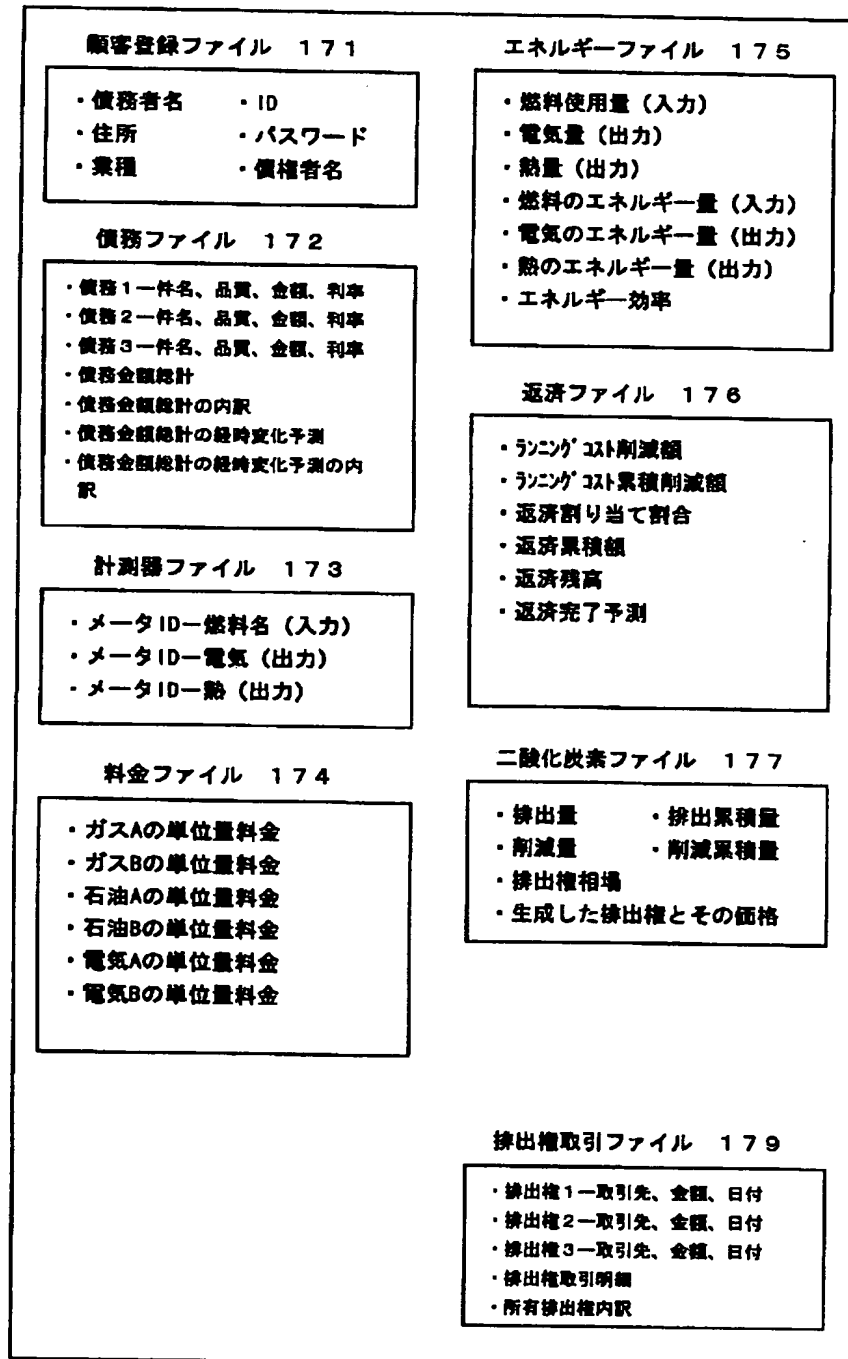 顧客登録ファイル 171
・債務者名 ・ID
・住所 ・パスワード
・業種 ・債権者名
債務ファイル 172
・債務1ー件名、品質、金額、利率
・債務2ー件名、品質、金額、利率
・債務3ー件名、品質、金額、利率
・債務金額総計
・債務金額総計の内訳
・債務金額総計の経時変化予測
・債務金額総計の経時変化予測の内
訳
計測器ファイル 173
・メータIDー燃料名(入力)
・メータIDー電気(出力)
・メータIDー熱(出力)
料金ファイル 174
・ガスAの単位量料金
・ガスBの単位量料金
・石油Aの単位量料金
・石油Bの単位量料金
・電気Aの単位量料金
・電気Bの単位量料金
エネルギーファイル 175
・燃料使用量(入力)
・電気量(出力)
・熱量(出力)
・燃料のエネルギー量(入力)
・電気のエネルギー量(出力)
・熱のエネルギー量(出力)
・エネルギー効率
返済ファイル 176
・ランニングコスト削減額
・ランニングコスト累積削減額
・返済割り当て割合
・返済累積額
・返済残高
・返済完了予測
二酸化炭素ファイル 177
・排出量 ・排出累積量
・削減量 ・削減累積量
・排出権相場
・生成した排出権とその価格
排出権取引ファイル 179
・排出権1ー取引先、金額、日付
・排出権2ー取引先、金額、日付
・排出権3ー取引先、金額、日付
・排出権取引明細
・所有排出権内訳